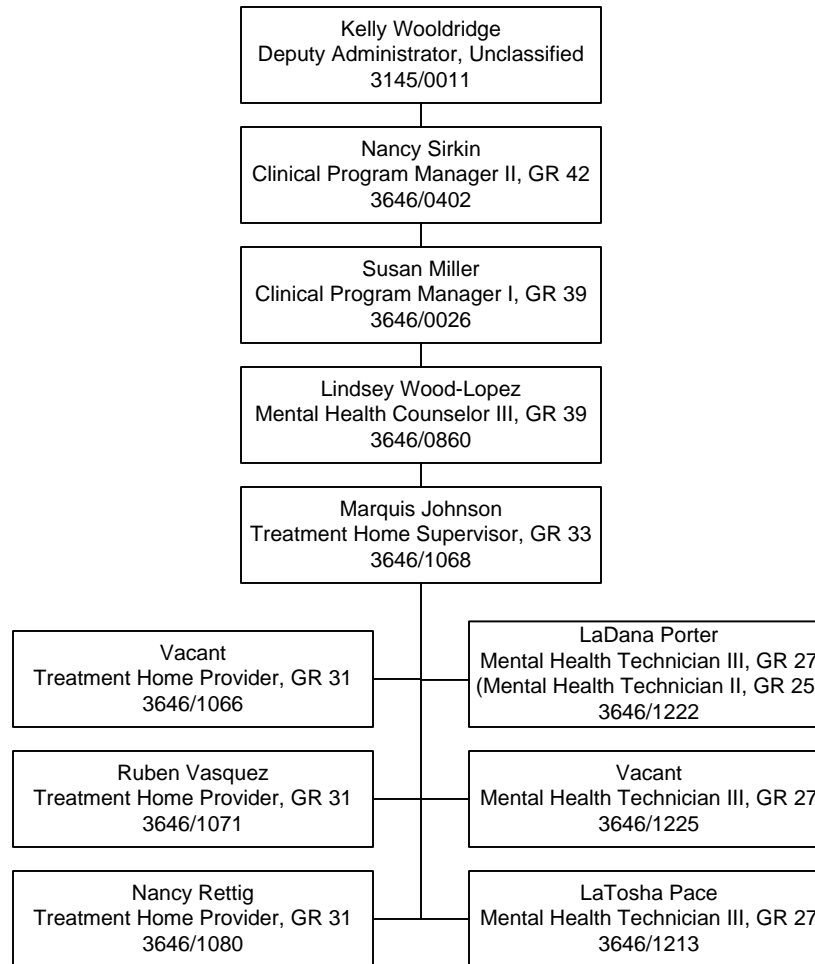 Kelly Wooldridge
Deputy Administrator, Unclassified
3145/0011
Nancy Sirkin
Clinical Program Manager II, GR 42
3646/0402
Susan Miller
Clinical Program Manager I, GR 39
3646/0026
Lindsey Wood-Lopez
Mental Health Counselor III, GR 39
3646/0860
Marquis Johnson
Treatment Home Supervisor, GR 33
3646/1068
Vacant
Treatment Home Provider, GR 31
3646/1066
LaDana Porter
Mental Health Technician III, GR 27
(Mental Health Technician II, GR 25
3646/1222
Ruben Vasquez
Treatment Home Provider, GR 31
3646/1071
Vacant
Mental Health Technician III, GR 27
3646/1225
Nancy Rettig
Treatment Home Provider, GR 31
3646/1080
LaTosha Pace
Mental Health Technician III, GR 27
3646/1213